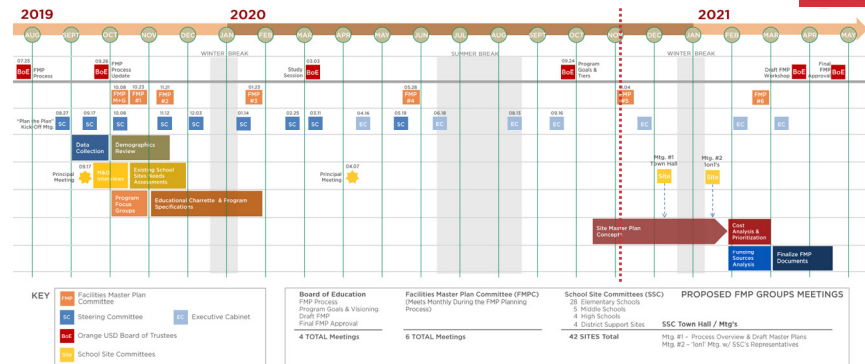 2019
2020
2021
AUG
SEPT
OCT
NOV
DEC
JAN
FEB
MAR
APR
MAY
JUN
JUL
AUG
SEP
OCT
NOV
DEC
JAN
FEB
MAR
APR
MAY
WINTER BREAK
SUMMER BREAK
WINTER BREAK
07.25
BoE
FMP
Process
09.26
BoE
FMP
Process
Update
Study
Session
03.03
BoE
09.24
BoE
Program
Goals &
Tiers
Draft FMP
Workshop
BoE
Final
FMP
Approval
BoE
10.08
FMP
M+G
10.23
FMP
#1
11.21
FMP
#2
01.23
FMP
#3
05.28
FMP
#4
11.04
FMP
#5
FMP
#6
"Plan the Plan"
Kick-Off Mtg.
08.27
SC
09.17
SC
10.08
SC
11.12
SC
12.03
SC
01.14
SC
02.25
SC
03.11
SC
04.16
EC
05.19
SC
06.18
EC
08.13
EC
09.16
EC
EC
EC
EC
Data
Collection
Demographics
Review
Principal
Meeting
09.17
M&O
Interviews
Existing School
Sites Needs
Assessments
Principal
Meeting
04.07
Mtg. #1
Town Hall
Site
Mtg. #2
1on1's
Site
Program
Focus
Groups
Educational Charrette & Program
Specifications
Site Master Plan
Concepts
Cost
Analysis &
Prioritization
Funding
Sources
Analysis
Finalize FMP
Documents
KEY
FMP
Facilities Master Plan
Committee
SC
Steering Committee
EC
Executive Cabinet
BoE
Orange USD Board of Trustees
Site
School Site Committees
Board of Education
FMP Process
Program Goals & Visioning
Draft FMP
Final FMP Approval
4 TOTAL Meetings
Facilities Master Plan Committee (FMPC)
(Meets Monthly During the FMP Planning
Process)
6 TOTAL Meetings
School Site Committees (SSC)
28 Elementary Schools
5 Middle Schools
4 High Schools
4 District Support Sites
42 SITES Total
PROPOSED FMP GROUPS MEETINGS
SSC Town Hall / Mtg's
Mtg. #1 - Process Overview & Draft Master Plans
Mtg. #2 - '1on1' Mtg. w/ SSC's Representatives